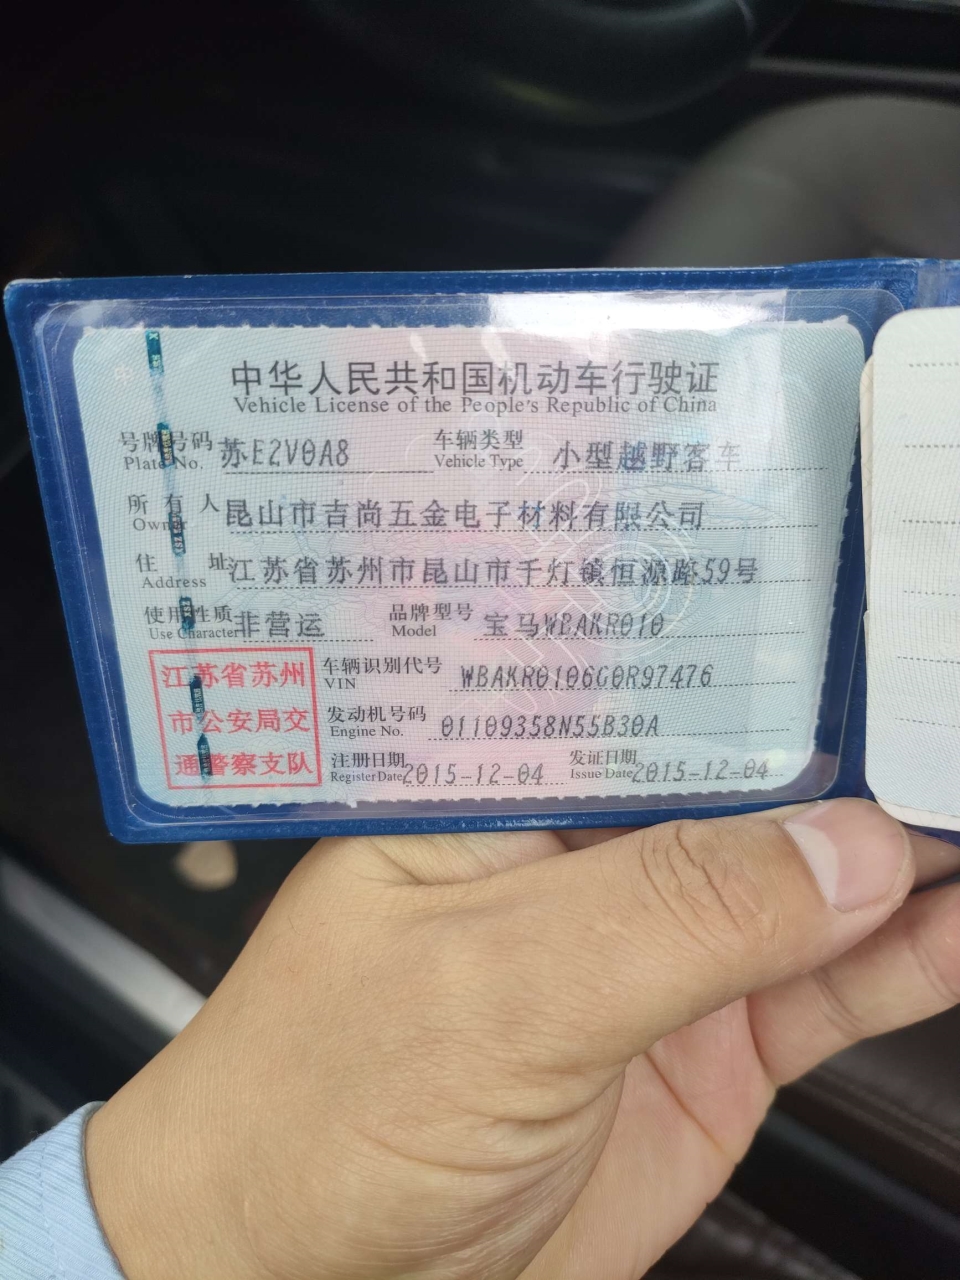 中华人民共和国机动车行驶证
Vehicle License of the People's Republic of China
号牌号码 苏E2V0A8 车辆类型 小型越野客车
Plate No. Vehicle Type
所有人 昆山市吉尚五金电子材料有限公司
Owner
住址 江苏省苏州市昆山市千灯镇恒源路59号
Address
使用性质 非营运 品牌型号 宝马WBAKR010
Use Character Model
江苏省苏州 车辆识别代号 WBAKR0106G0R97476
VIN
市公安局交 发动机号码 01109358N55B30A
Engine No.
通警察支队 注册日期 2015-12-04 发证日期 2015-12-04
Register Date Issue Date